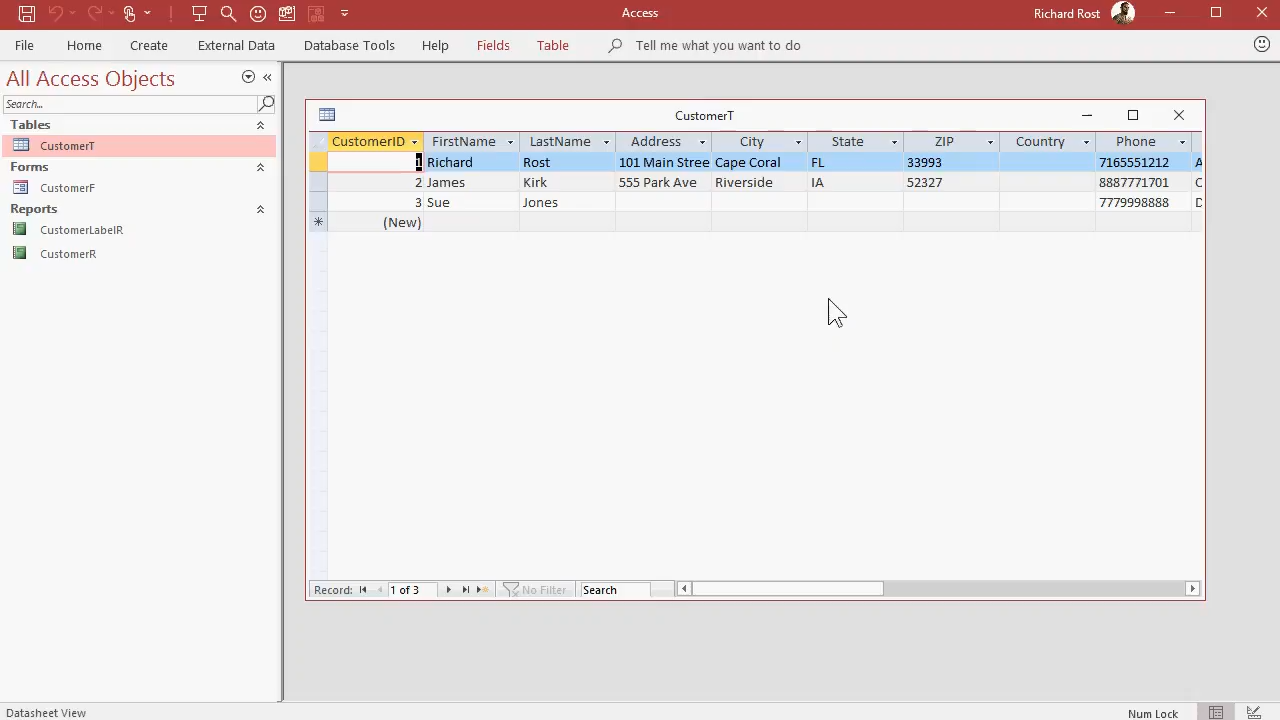 Access
Richard Rost
File Home Create External Data Database Tools Help Fields Table Tell me what you want to do
All Access Objects
Search...
Tables
CustomerT
Forms
CustomerF
Reports
CustomerLabelR
CustomerR
CustomerT
CustomerID FirstName LastName Address City State ZIP Country Phone
1 Richard Rost 101 Main Stree Cape Coral FL 33993 7165551212 A
2 James Kirk 555 Park Ave Riverside IA 52327 8887771701 C
3 Sue Jones 7779998888 D
* (New)
Record: 1 of 3 No Filter Search
Datasheet View
Num Lock